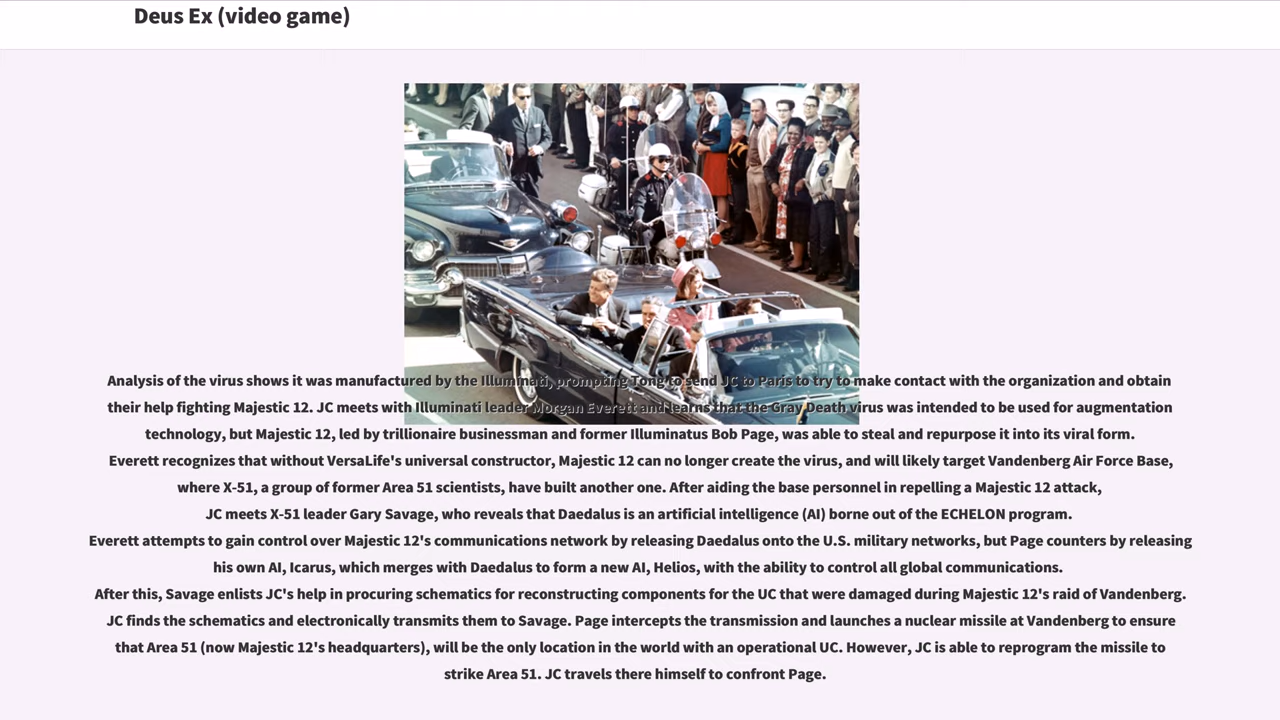 Deus Ex (video game)
Analysis of the virus shows it was manufactured by the Illuminati, prompting Tong to send JC to Paris to try to make contact with the organization and obtain
their help fighting Majestic 12. JC meets with Illuminati leader Morgan Everett and learns that the Gray Death virus was intended to be used for augmentation
technology, but Majestic 12, led by trillionaire businessman and former Illuminatus Bob Page, was able to steal and repurpose it into its viral form.
Everett recognizes that without VersaLife's universal constructor, Majestic 12 can no longer create the virus, and will likely target Vandenberg Air Force Base,
where X-51, a group of former Area 51 scientists, have built another one. After aiding the base personnel in repelling a Majestic 12 attack,
JC meets X-51 leader Gary Savage, who reveals that Daedalus is an artificial intelligence (AI) borne out of the ECHELON program.
Everett attempts to gain control over Majestic 12's communications network by releasing Daedalus onto the U.S. military networks, but Page counters by releasing
his own AI, Icarus, which merges with Daedalus to form a new AI, Helios, with the ability to control all global communications.
After this, Savage enlists JC's help in procuring schematics for reconstructing components for the UC that were damaged during Majestic 12's raid of Vandenberg.
JC finds the schematics and electronically transmits them to Savage. Page intercepts the transmission and launches a nuclear missile at Vandenberg to ensure
that Area 51 (now Majestic 12's headquarters), will be the only location in the world with an operational UC. However, JC is able to reprogram the missile to
strike Area 51. JC travels there himself to confront Page.